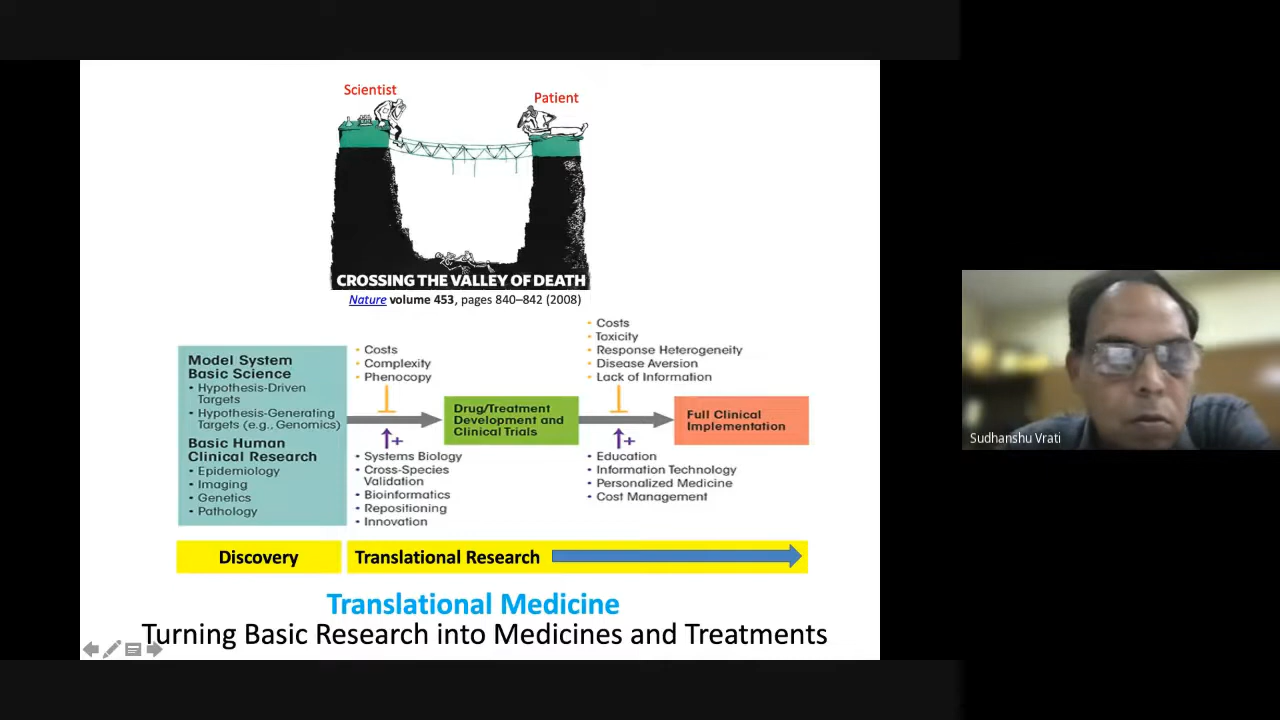 Scientist
Patient
CROSSING THE VALLEY OF DEATH
Nature volume 453, pages 840–842 (2008)
Model System
Basic Science
• Hypothesis-Driven
Targets
• Hypothesis-Generating
Targets (e.g., Genomics)
Basic Human
Clinical Research
• Epidemiology
• Imaging
• Genetics
• Pathology
• Costs
• Complexity
• Phenocopy
+
• Systems Biology
• Cross-Species
Validation
• Bioinformatics
• Repositioning
• Innovation
Drug/Treatment
Development and
Clinical Trials
• Costs
• Toxicity
• Response Heterogeneity
• Disease Aversion
• Lack of Information
+
• Education
• Information Technology
• Personalized Medicine
• Cost Management
Full Clinical
Implementation
Discovery
Translational Research
Translational Medicine
Turning Basic Research into Medicines and Treatments
Sudhanshu Vrati